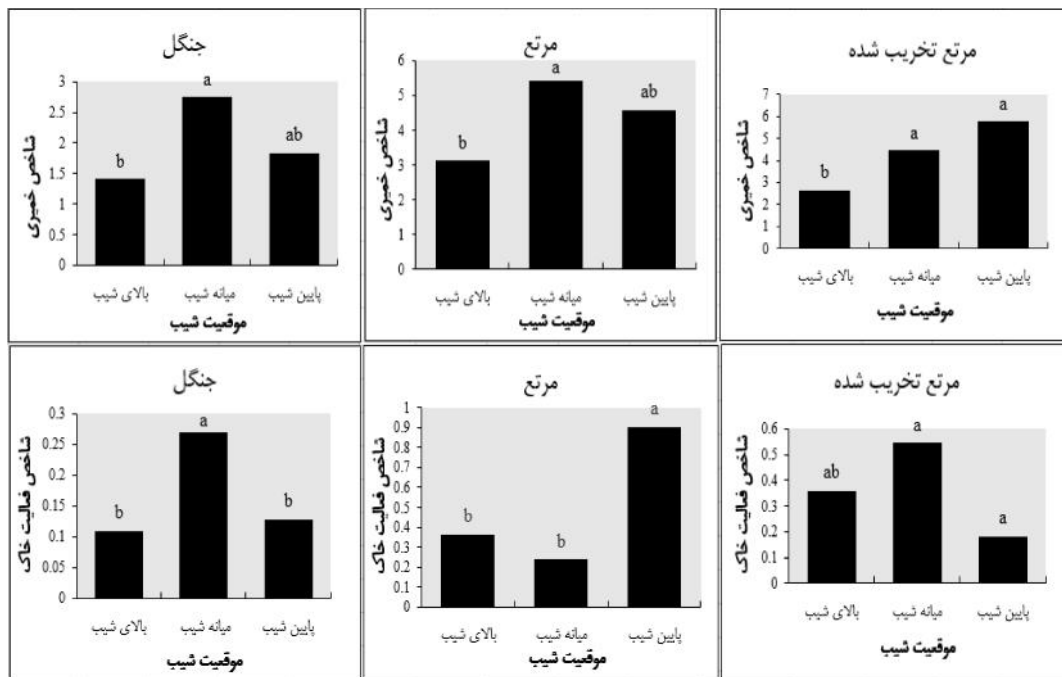 جنگل
شاخص خمیری
3
2.5
2
1.5
1
0.5
0
b
a
ab
بالای شیب
میانه شیب
پایین شیب
موقعیت شیب
مرتع
شاخص خمیری
6
5
4
3
2
1
0
b
a
ab
بالای شیب
میانه شیب
پایین شیب
موقعیت شیب
مرتع تخریب شده
شاخص خمیری
7
6
5
4
3
2
1
0
b
a
a
بالای شیب
میانه شیب
پایین شیب
موقعیت شیب
جنگل
شاخص فعالیت خاک
0.3
0.25
0.2
0.15
0.1
0.05
0
b
a
b
بالای شیب
میانه شیب
پایین شیب
موقعیت شیب
مرتع
شاخص فعالیت خاک
1
0.9
0.8
0.7
0.6
0.5
0.4
0.3
0.2
0.1
0
b
b
a
بالای شیب
میانه شیب
پایین شیب
موقعیت شیب
مرتع تخریب شده
شاخص فعالیت خاک
0.6
0.5
0.4
0.3
0.2
0.1
0
ab
a
a
بالای شیب
میانه شیب
پایین شیب
موقعیت شیب